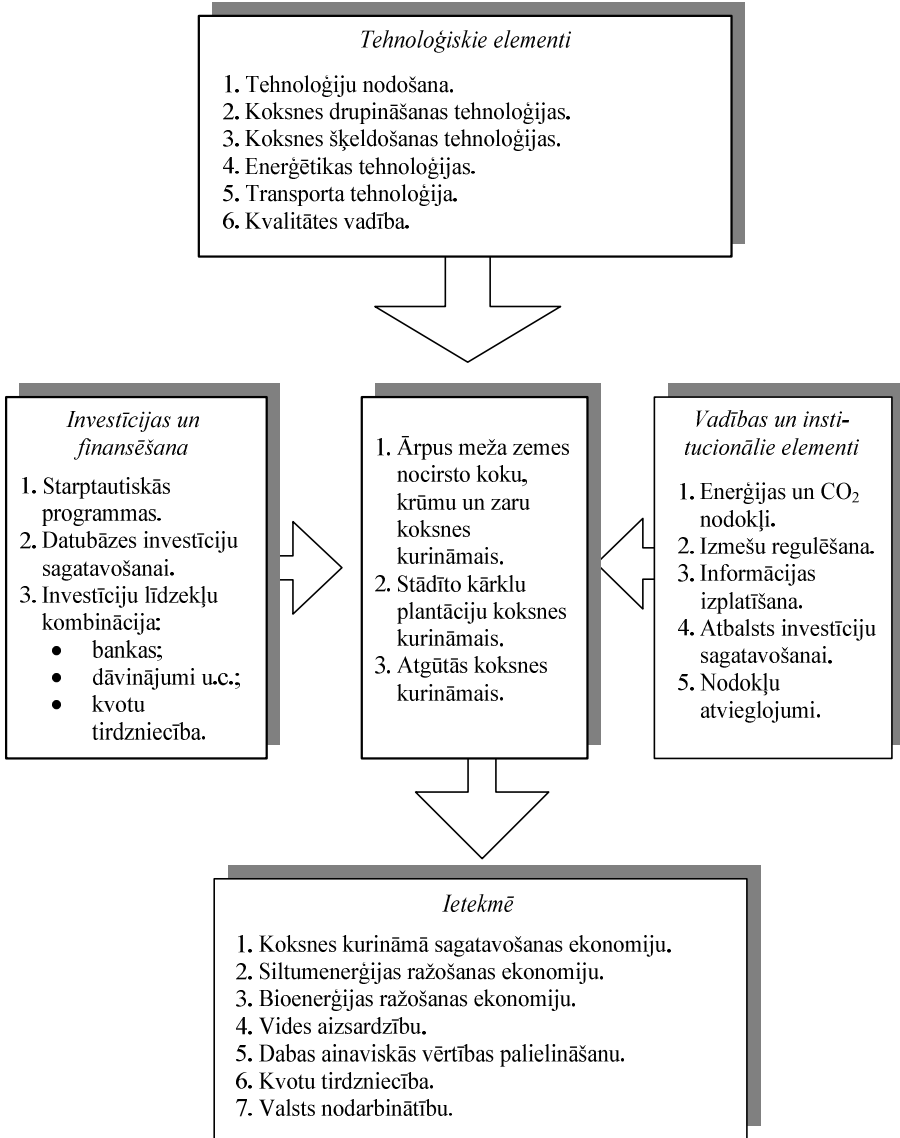 Tehnoloģiskie elementi
1. Tehnoloģiju nodošana.
2. Koksnes drupināšanas tehnoloģijas.
3. Koksnes šķeldošanas tehnoloģijas.
4. Enerģētikas tehnoloģijas.
5. Transporta tehnoloģija.
6. Kvalitātes vadība.
Investīcijas un
finansēšana
1. Starptautiskās
programmas.
2. Datubāzes investīciju
sagatavošanai.
3. Investīciju līdzekļu
kombinācija:
● bankas;
● dāvinājumi u.c.;
● kvotu
tirdzniecība.
1. Ārpus meža zemes
nocirsto koku,
krūmu un zaru
koksnes
kurināmais.
2. Stādīto kārklu
plantāciju koksnes
kurināmais.
3. Atgūtās koksnes
kurināmais.
Vadības un insti-
tucionālie elementi
1. Enerģijas un CO₂
nodokļi.
2. Izmešu regulēšana.
3. Informācijas
izplatīšana.
4. Atbalsts investīciju
sagatavošanai.
5. Nodokļu
atvieglojumi.
Ietekmē
1. Koksnes kurināmā sagatavošanas ekonomiju.
2. Siltumenerģijas ražošanas ekonomiju.
3. Bioenerģijas ražošanas ekonomiju.
4. Vides aizsardzību.
5. Dabas ainaviskās vērtības palielināšanu.
6. Kvotu tirdzniecība.
7. Valsts nodarbinātību.